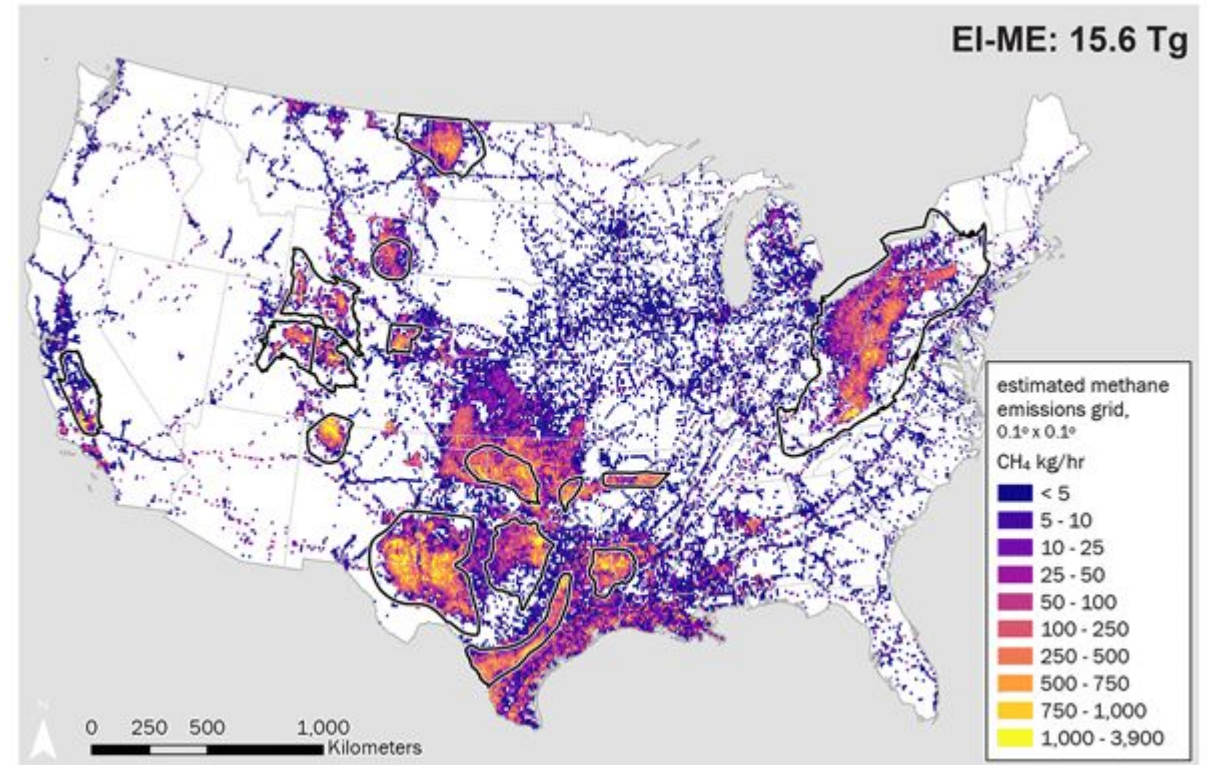 EI-ME: 15.6 Tg
estimated methane
emissions grid,
0.1º x 0.1º
CH₄ kg/hr
< 5
5 - 10
10 - 25
25 - 50
50 - 100
100 - 250
250 - 500
500 - 750
750 - 1,000
1,000 - 3,900
N
0 250 500 1,000
Kilometers